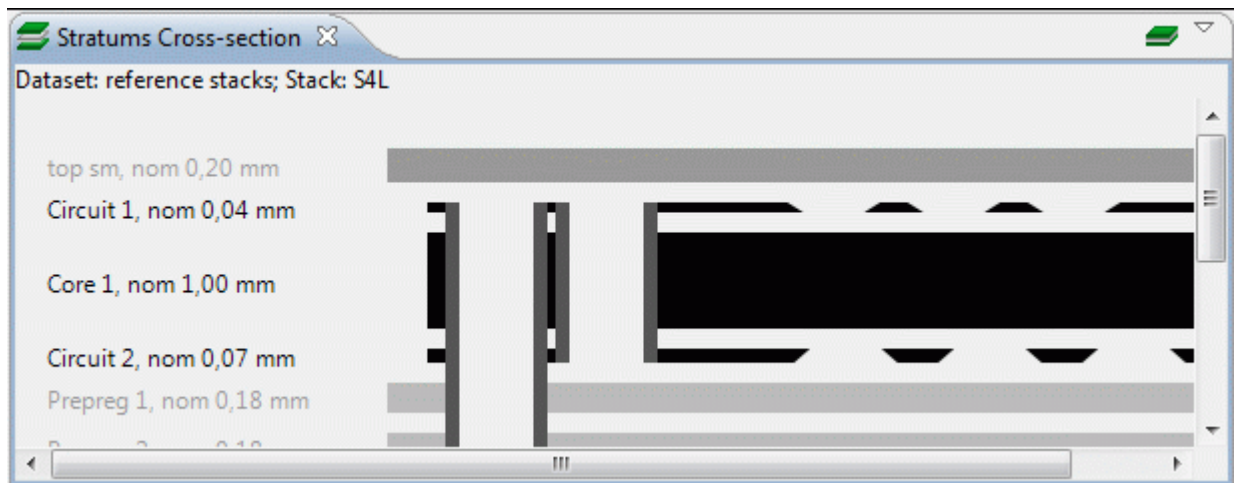 Stratums Cross-section
Dataset: reference stacks; Stack: S4L
top sm, nom 0,20 mm
Circuit 1, nom 0,04 mm
Core 1, nom 1,00 mm
Circuit 2, nom 0,07 mm
Prepreg 1, nom 0,18 mm